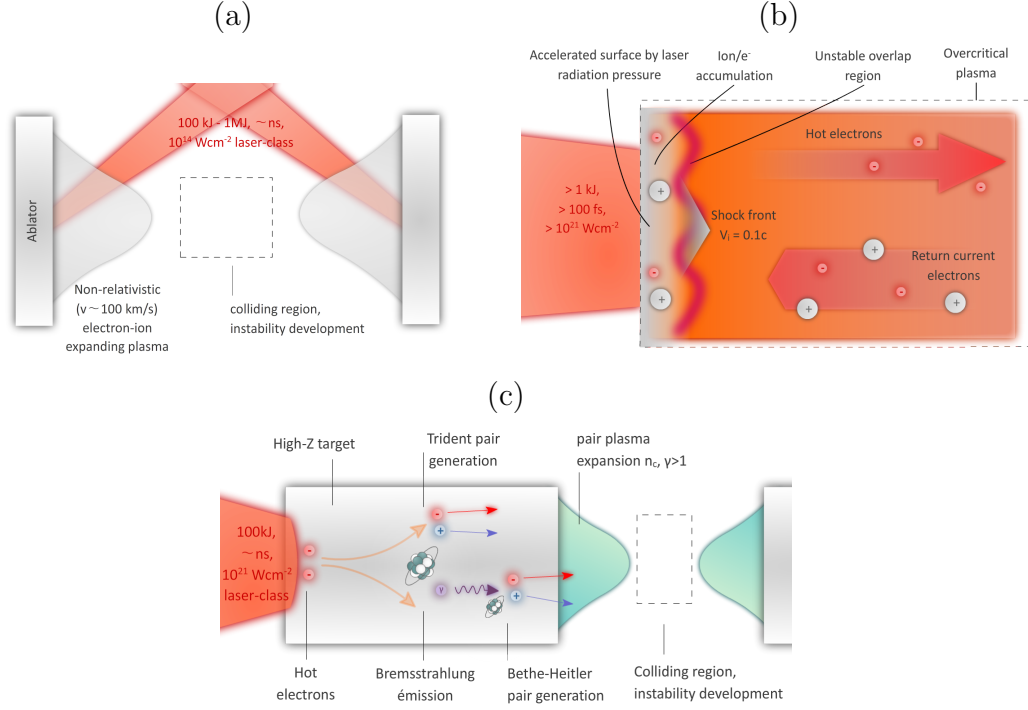 (a)
100 kJ - 1MJ, ~ns,
10¹⁴ Wcm⁻² laser-class
Ablator
Non-relativistic
(v ~ 100 km/s)
electron-ion
expanding plasma
colliding region,
instability development
(b)
Accelerated surface by laser
radiation pressure
Ion/e⁻
accumulation
Unstable overlap
region
Overcritical
plasma
> 1 kJ,
> 100 fs,
> 10²¹ Wcm⁻²
-
+
-
+
Hot electrons
-
-
-
Shock front
Vᵢ = 0.1c
Return current
electrons
+
-
-
+
+
(c)
High-Z target
Trident pair
generation
pair plasma
expansion n꜀, γ>1
100kJ,
~ns,
10²¹ Wcm⁻²
laser-class
-
-
-
+
γ
-
+
Hot
electrons
Bremsstrahlung
émission
Bethe-Heitler
pair generation
Colliding region,
instability development